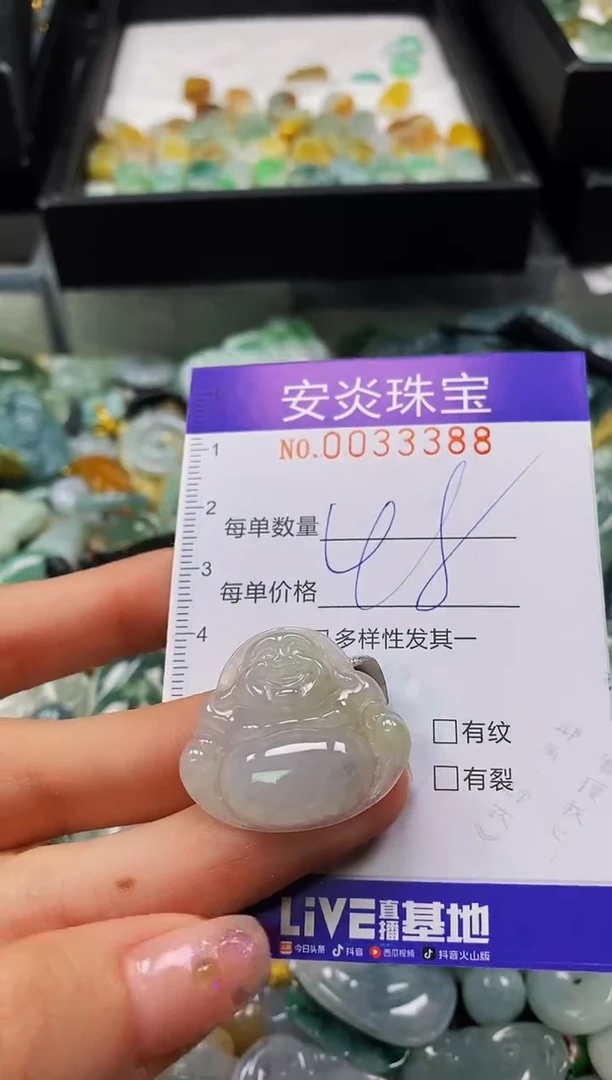 安炎珠宝
NO.0033388
1
2
每单数量
48
3
每单价格
4
多样性发其一
□有纹
□有裂
LiVE直播基地
今日头条 抖音 西瓜视频 抖音火山版